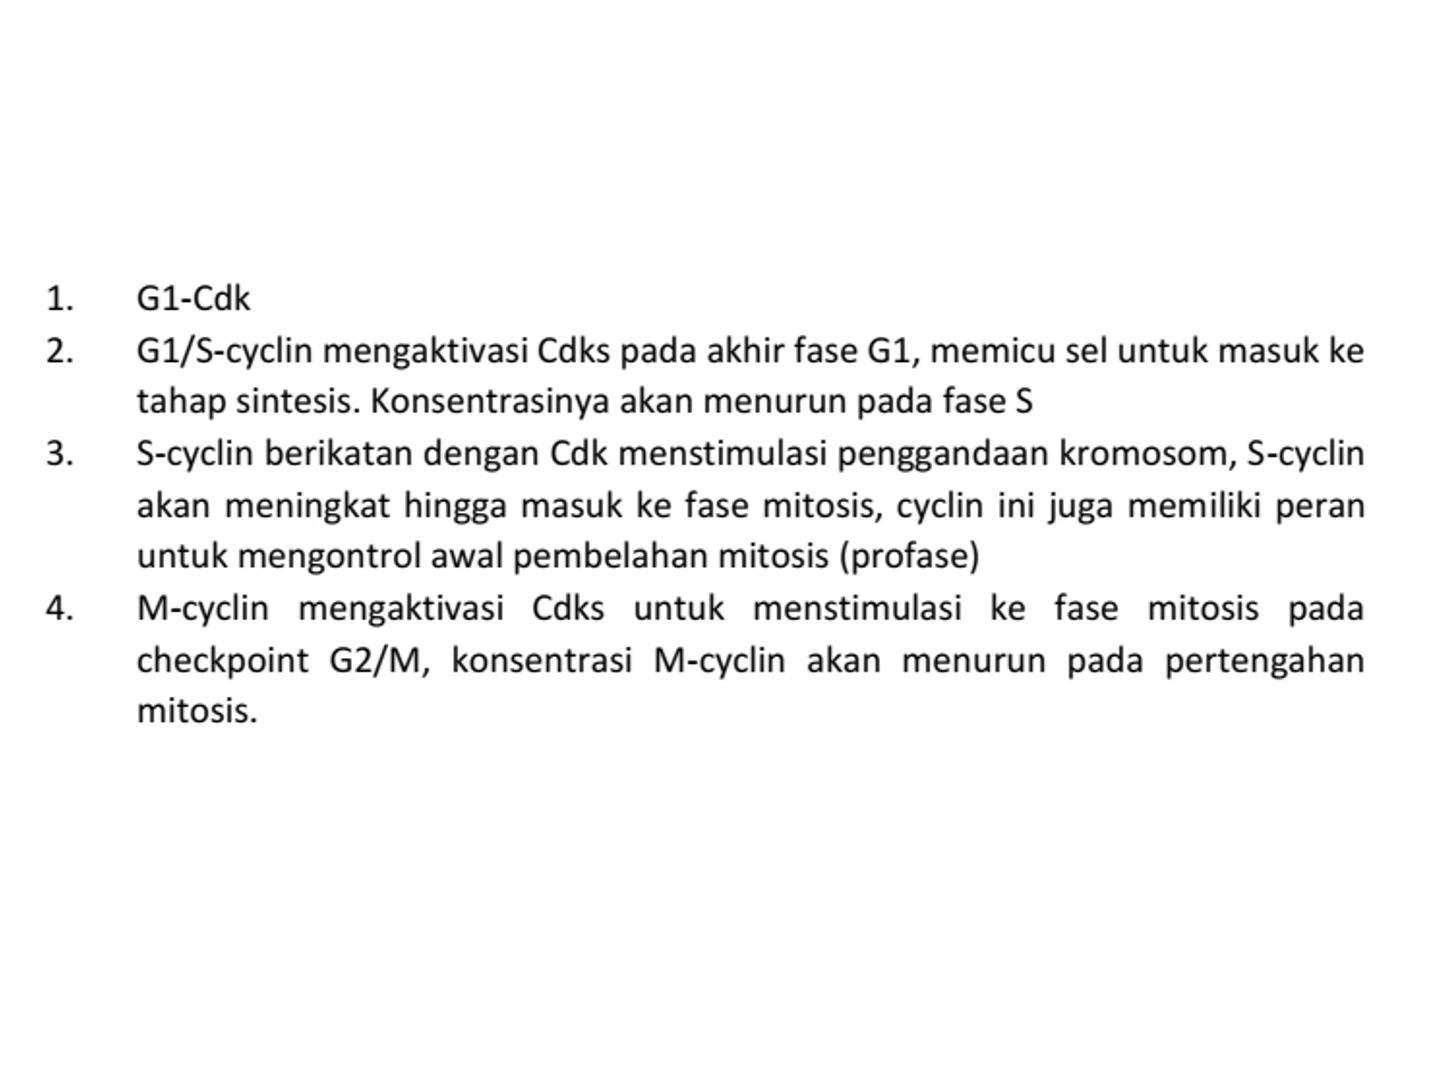 1. G1-Cdk
2. G1/S-cyclin mengaktivasi Cdks pada akhir fase G1, memicu sel untuk masuk ke
tahap sintesis. Konsentrasinya akan menurun pada fase S
3. S-cyclin berikatan dengan Cdk menstimulasi penggandaan kromosom, S-cyclin
akan meningkat hingga masuk ke fase mitosis, cyclin ini juga memiliki peran
untuk mengontrol awal pembelahan mitosis (profase)
4. M-cyclin mengaktivasi Cdks untuk menstimulasi ke fase mitosis pada
checkpoint G2/M, konsentrasi M-cyclin akan menurun pada pertengahan
mitosis.